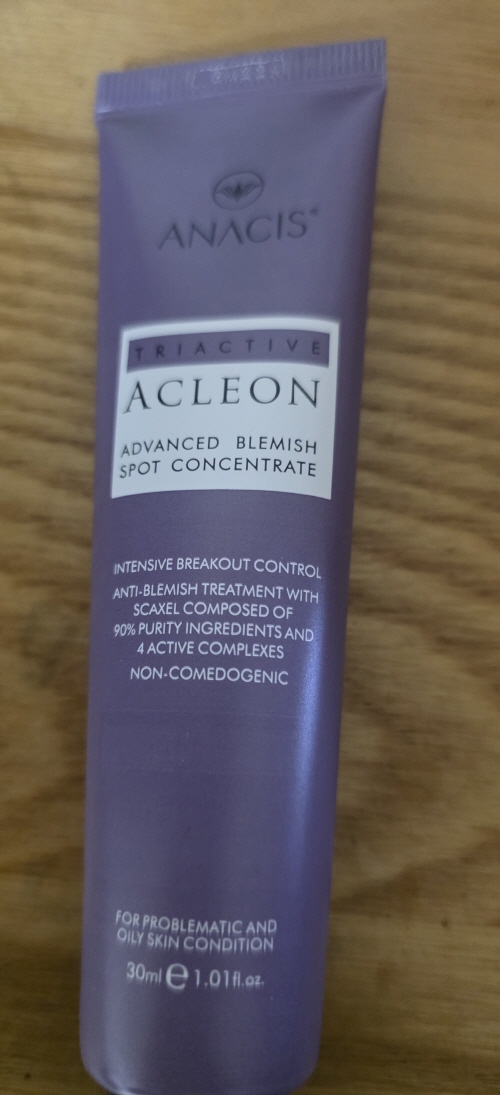 ANACIS®
TRIACTIVE
ACLEON
ADVANCED BLEMISH
SPOT CONCENTRATE
INTENSIVE BREAKOUT CONTROL
ANTI-BLEMISH TREATMENT WITH
SCAXEL COMPOSED OF
90% PURITY INGREDIENTS AND
4 ACTIVE COMPLEXES
NON-COMEDOGENIC
FOR PROBLEMATIC AND
OILY SKIN CONDITION
30ml e 1.01fl.oz.